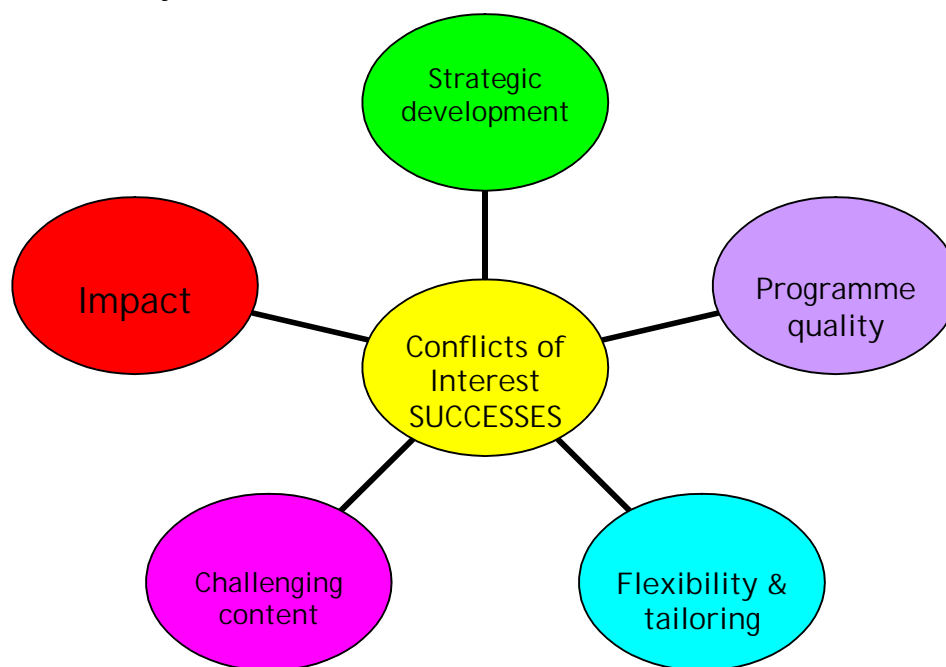 Strategic
development
Impact
Programme
quality
Conflicts of
Interest
SUCCESSES
Challenging
content
Flexibility &
tailoring